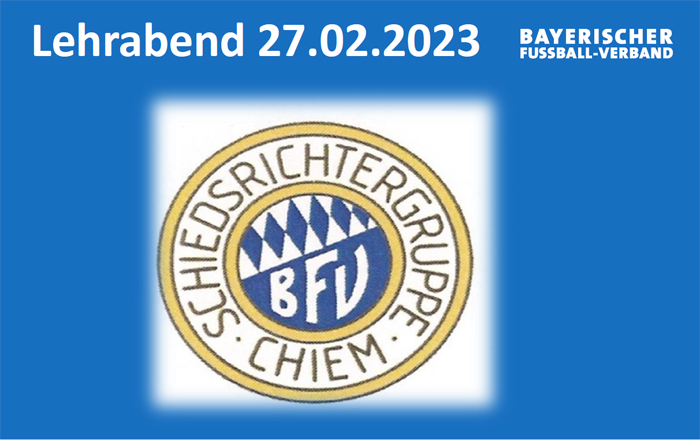 Lehrabend 27.02.2023
BAYERISCHER
FUSSBALL-VERBAND
SCHIEDSRICHTERGRUPPE
· CHIEM ·
BFV